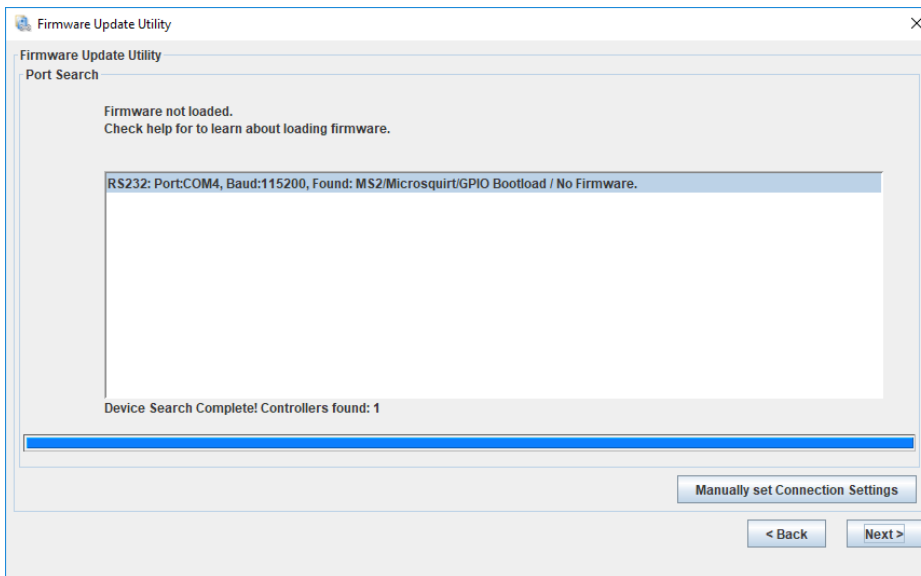 Firmware Update Utility
Firmware Update Utility
Port Search
Firmware not loaded.
Check help for to learn about loading firmware.
RS232: Port:COM4, Baud:115200, Found: MS2/Microsquirt/GPIO Bootload / No Firmware.
Device Search Complete! Controllers found: 1
Manually set Connection Settings
< Back
Next >